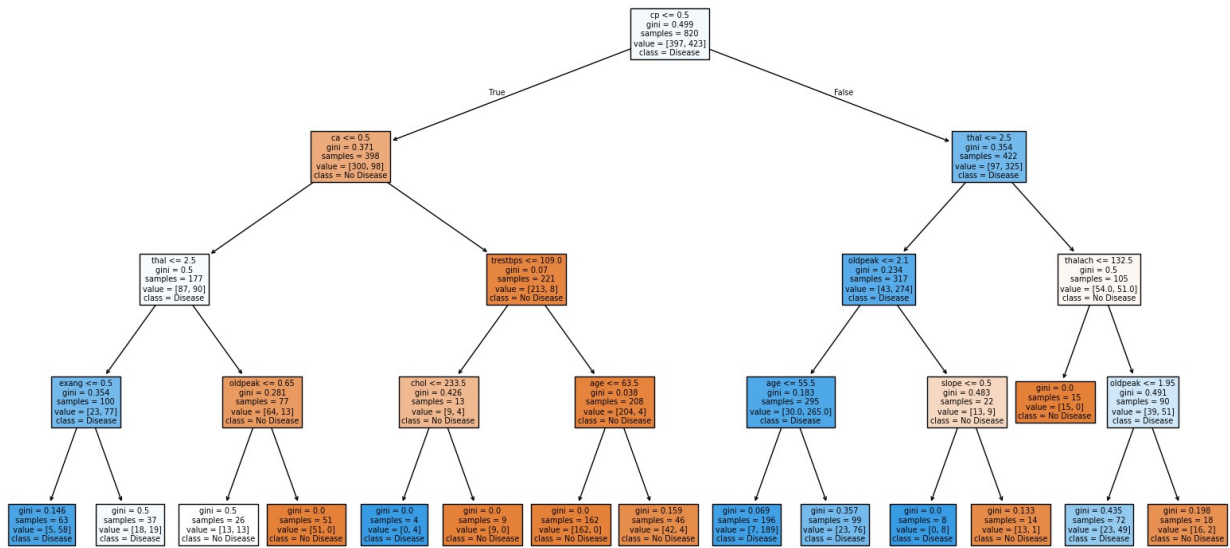 cp <= 0.5
gini = 0.499
samples = 820
value = [397, 423]
class = Disease
True
False
ca <= 0.5
gini = 0.371
samples = 398
value = [300, 98]
class = No Disease
thal <= 2.5
gini = 0.354
samples = 422
value = [97, 325]
class = Disease
thal <= 2.5
gini = 0.5
samples = 177
value = [87, 90]
class = Disease
trestbps <= 109.0
gini = 0.07
samples = 221
value = [213, 8]
class = No Disease
oldpeak <= 2.1
gini = 0.234
samples = 317
value = [43, 274]
class = Disease
thalach <= 132.5
gini = 0.5
samples = 105
value = [54.0, 51.0]
class = No Disease
exang <= 0.5
gini = 0.354
samples = 100
value = [23, 77]
class = Disease
oldpeak <= 0.65
gini = 0.281
samples = 77
value = [64, 13]
class = No Disease
chol <= 233.5
gini = 0.426
samples = 13
value = [9, 4]
class = No Disease
age <= 63.5
gini = 0.038
samples = 208
value = [204, 4]
class = No Disease
age <= 55.5
gini = 0.183
samples = 295
value = [30.0, 265.0]
class = Disease
slope <= 0.5
gini = 0.483
samples = 22
value = [13, 9]
class = No Disease
gini = 0.0
samples = 15
value = [15, 0]
class = No Disease
oldpeak <= 1.95
gini = 0.491
samples = 90
value = [39, 51]
class = Disease
gini = 0.146
samples = 63
value = [5, 58]
class = Disease
gini = 0.5
samples = 37
value = [18, 19]
class = Disease
gini = 0.5
samples = 26
value = [13, 13]
class = No Disease
gini = 0.0
samples = 51
value = [51, 0]
class = No Disease
gini = 0.0
samples = 4
value = [0, 4]
class = Disease
gini = 0.0
samples = 9
value = [9, 0]
class = No Disease
gini = 0.0
samples = 162
value = [162, 0]
class = No Disease
gini = 0.159
samples = 46
value = [42, 4]
class = No Disease
gini = 0.069
samples = 196
value = [7, 189]
class = Disease
gini = 0.357
samples = 99
value = [23, 76]
class = Disease
gini = 0.0
samples = 8
value = [0, 8]
class = Disease
gini = 0.133
samples = 14
value = [13, 1]
class = No Disease
gini = 0.435
samples = 72
value = [23, 49]
class = Disease
gini = 0.198
samples = 18
value = [16, 2]
class = No Disease